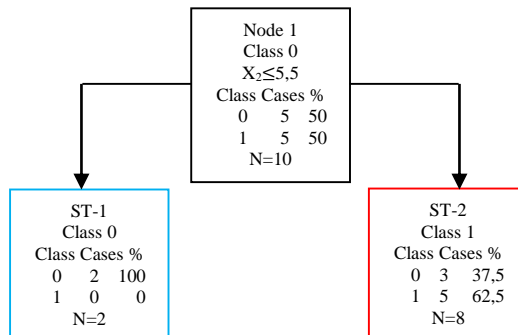 Node 1
Class 0
X₂≤5,5
Class Cases %
0 5 50
1 5 50
N=10
ST-1
Class 0
Class Cases %
0 2 100
1 0 0
N=2
ST-2
Class 1
Class Cases %
0 3 37,5
1 5 62,5
N=8